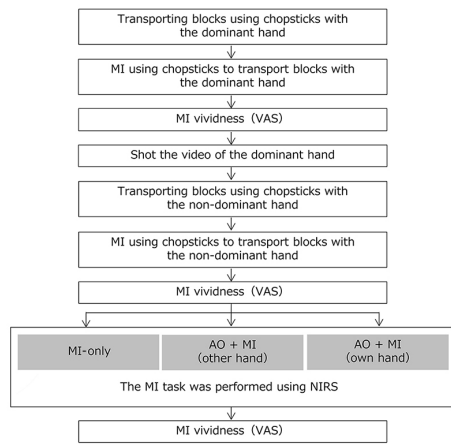 Transporting blocks using chopsticks with
the dominant hand
MI using chopsticks to transport blocks with
the dominant hand
MI vividness (VAS)
Shot the video of the dominant hand
Transporting blocks using chopsticks with
the non-dominant hand
MI using chopsticks to transport blocks with
the non-dominant hand
MI vividness (VAS)
MI-only
AO + MI
(other hand)
AO + MI
(own hand)
The MI task was performed using NIRS
MI vividness (VAS)